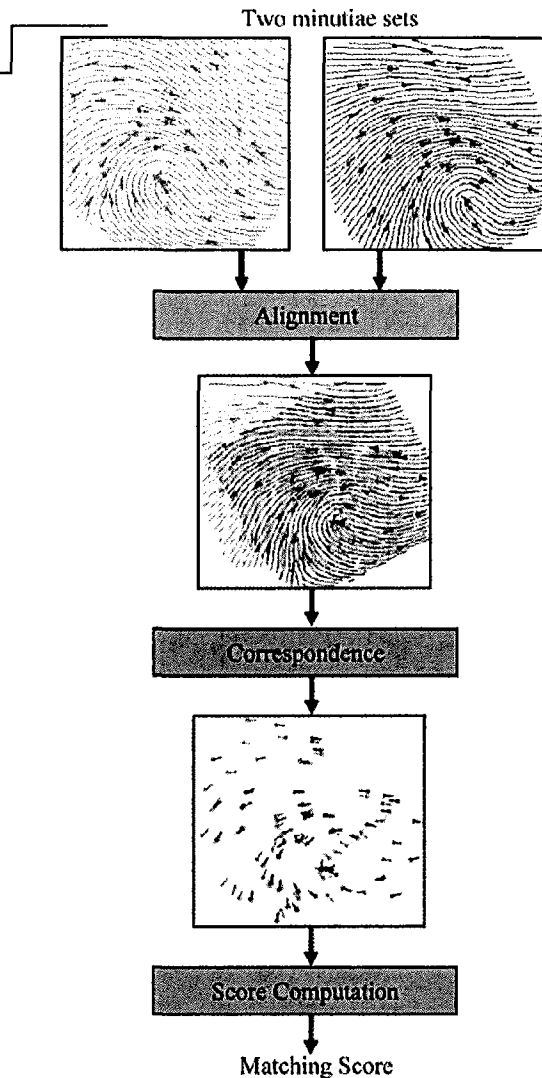 Two minutiae sets
Alignment
Correspondence
Score Computation
Matching Score